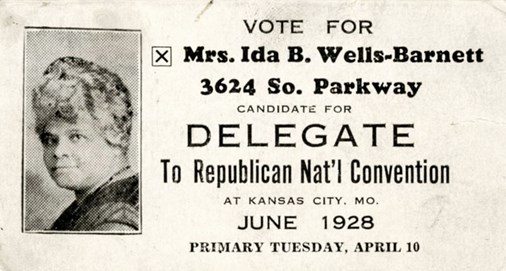 VOTE FOR
☒ Mrs. Ida B. Wells-Barnett
3624 So. Parkway
CANDIDATE FOR
DELEGATE
To Republican Nat'l Convention
AT KANSAS CITY, MO.
JUNE 1928
PRIMARY TUESDAY, APRIL 10